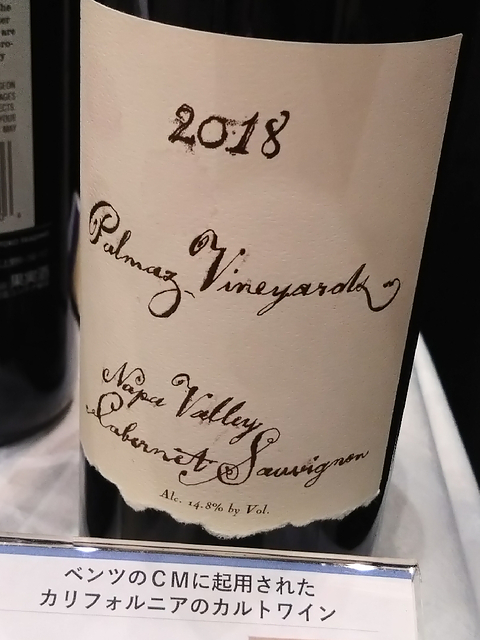 2018
Palmaz Vineyards
Napa Valley
Cabernet Sauvignon
Alc. 14.8% by Vol.
ベンツのCMに起用された
カリフォルニアのカルトワイン